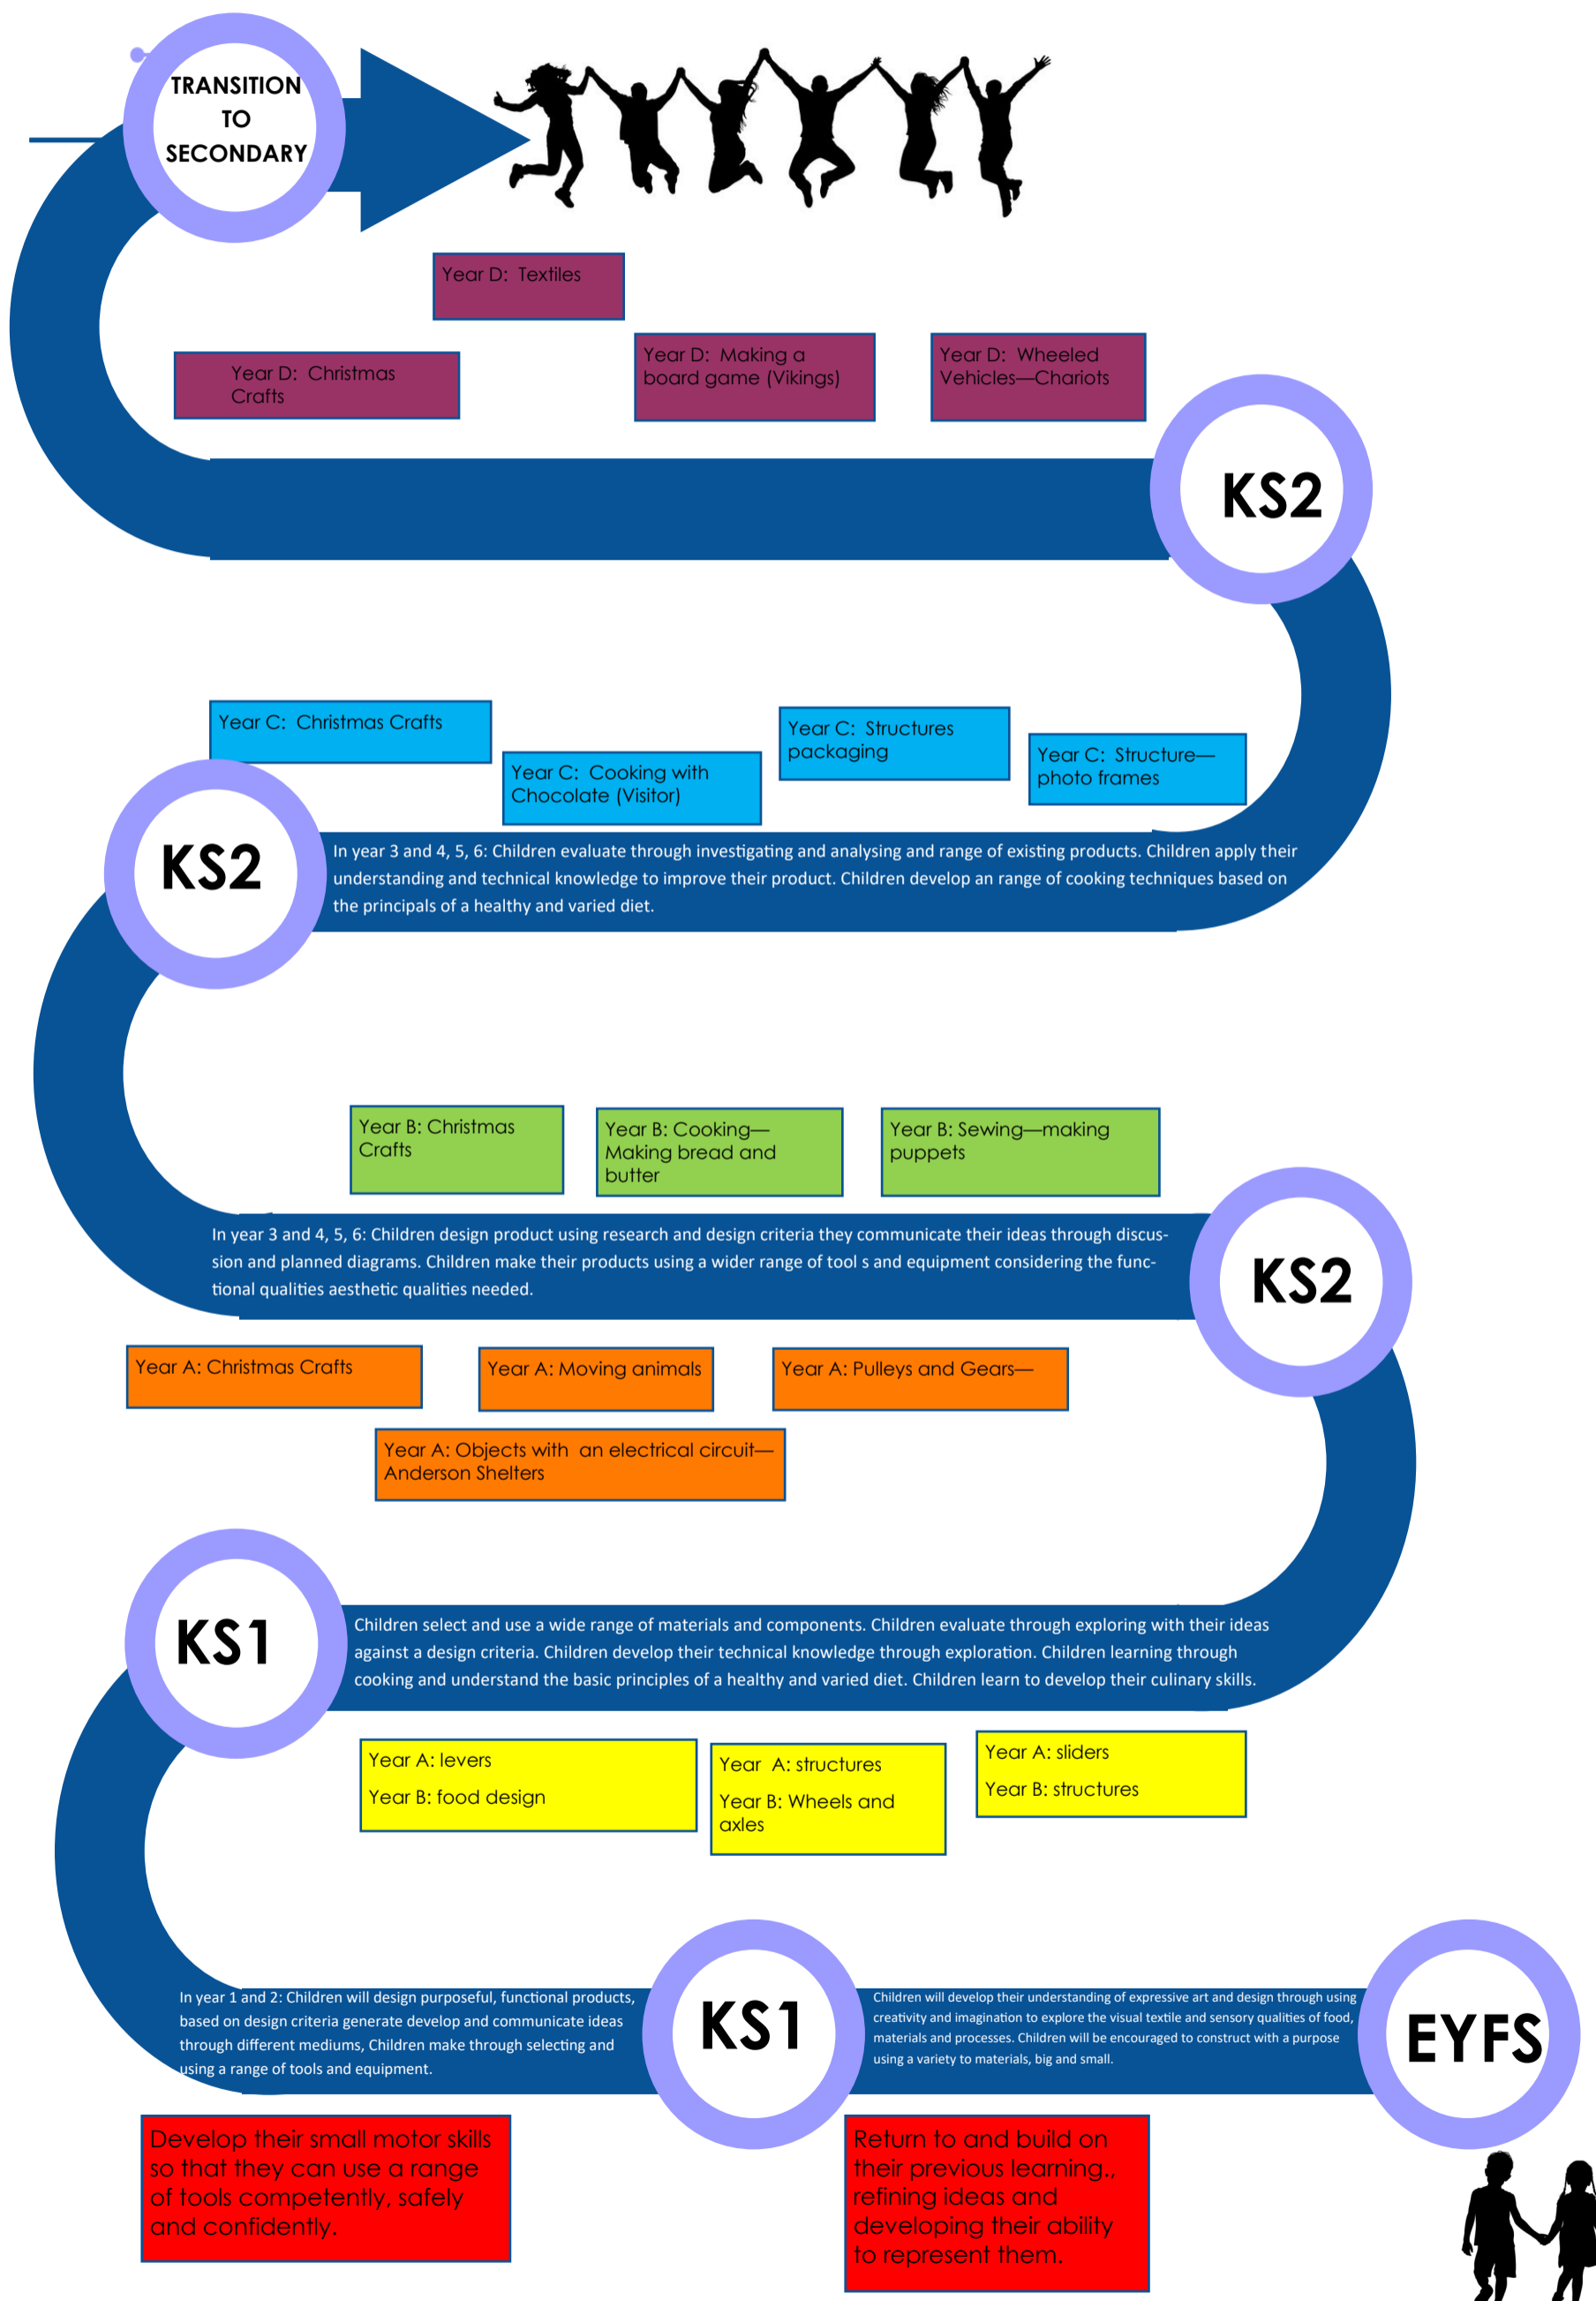 TRANSITION
TO
SECONDARY
Year D:  Textiles
Year D:  Christmas
Crafts
Year D:  Making a
board game (Vikings)
Year D:  Wheeled
Vehicles—Chariots
KS2
Year C:  Christmas Crafts
Year C:  Cooking with
Chocolate (Visitor)
Year C:  Structures
packaging
Year C:  Structure—
photo frames
KS2
In year 3 and 4, 5, 6: Children evaluate through investigating and analysing and range of existing products. Children apply their
understanding and technical knowledge to improve their product. Children develop an range of cooking techniques based on
the principals of a healthy and varied diet.
Year B: Christmas
Crafts
Year B: Cooking—
Making bread and
butter
Year B: Sewing—making
puppets
In year 3 and 4, 5, 6: Children design product using research and design criteria they communicate their ideas through discus-
sion and planned diagrams. Children make their products using a wider range of tool s and equipment considering the func-
tional qualities aesthetic qualities needed.
KS2
Year A: Christmas Crafts
Year A: Moving animals
Year A: Pulleys and Gears—
Year A: Objects with  an electrical circuit—
Anderson Shelters
KS1
Children select and use a wide range of materials and components. Children evaluate through exploring with their ideas
against a design criteria. Children develop their technical knowledge through exploration. Children learning through
cooking and understand the basic principles of a healthy and varied diet. Children learn to develop their culinary skills.
Year A: levers
Year B: food design
Year  A: structures
Year B: Wheels and
axles
Year A: sliders
Year B: structures
In year 1 and 2: Children will design purposeful, functional products,
based on design criteria generate develop and communicate ideas
through different mediums, Children make through selecting and
using a range of tools and equipment.
KS1
Children will develop their understanding of expressive art and design through using
creativity and imagination to explore the visual textile and sensory qualities of food,
materials and processes. Children will be encouraged to construct with a purpose
using a variety to materials, big and small.
EYFS
Develop their small motor skills
so that they can use a range
of tools competently, safely
and confidently.
Return to and build on
their previous learning.,
refining ideas and
developing their ability
to represent them.